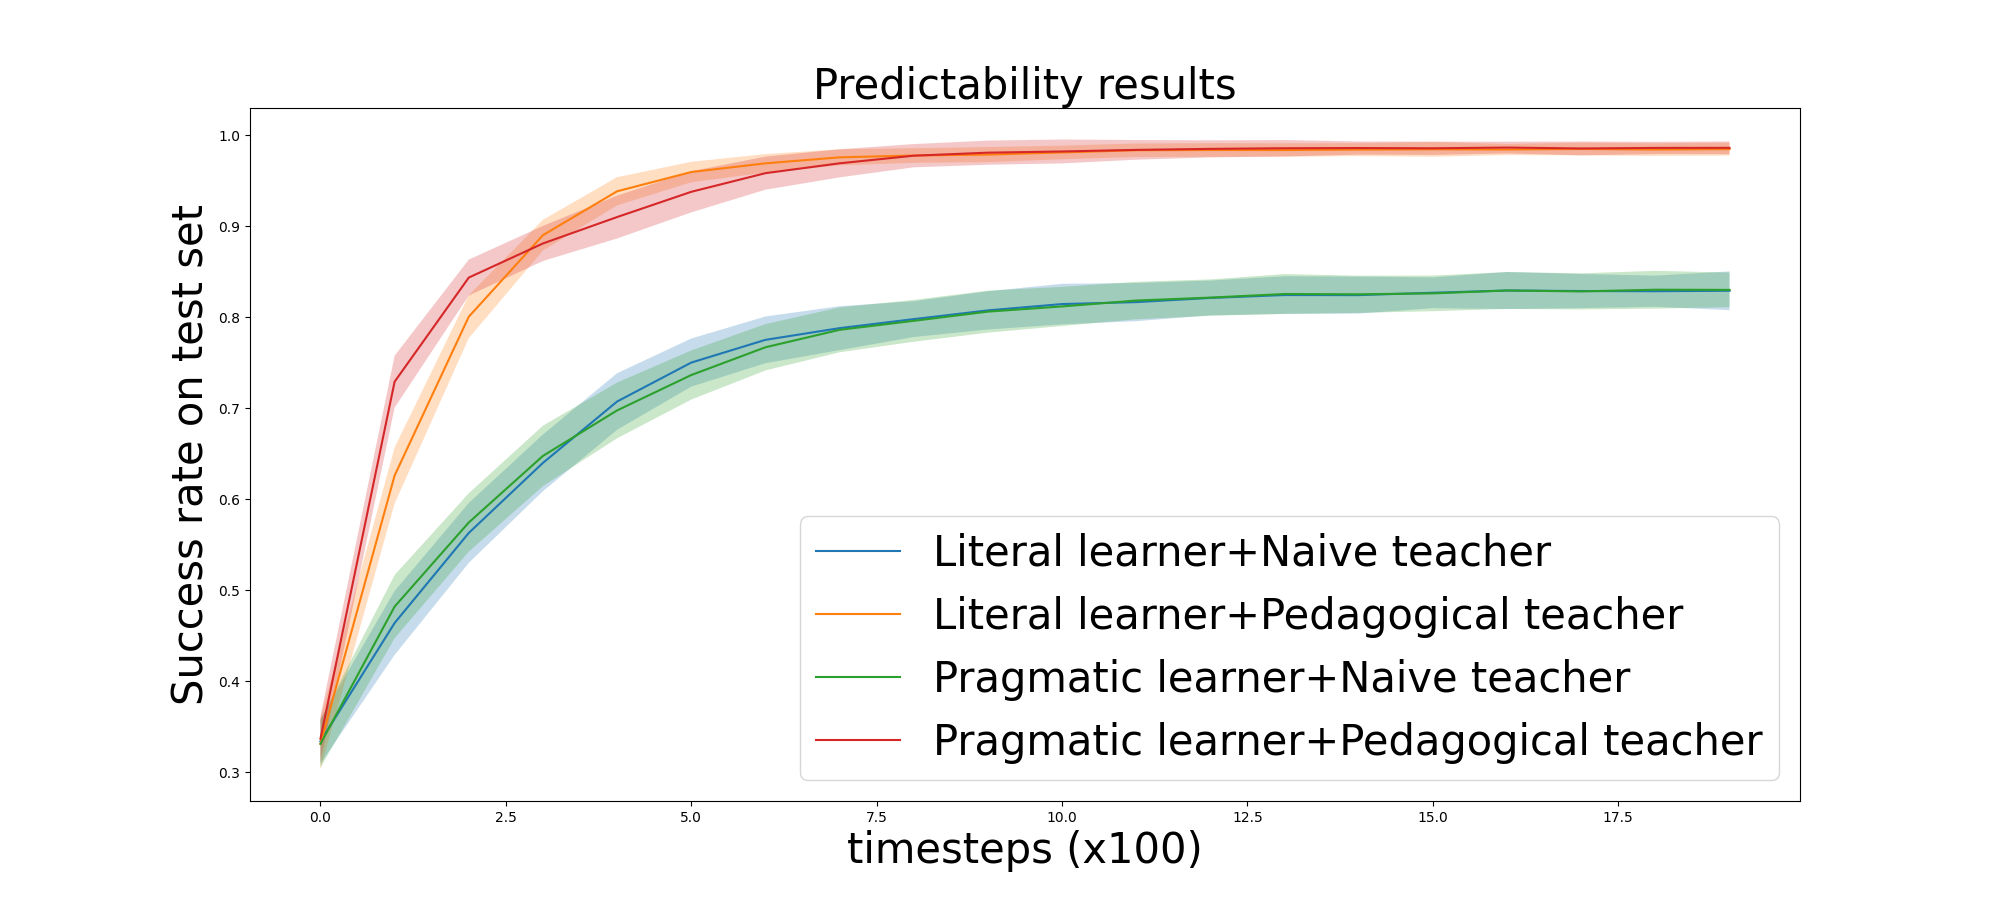 Predictability results
Success rate on test set
1.0
0.9
0.8
0.7
0.6
0.5
0.4
0.3
Literal learner+Naive teacher
Literal learner+Pedagogical teacher
Pragmatic learner+Naive teacher
Pragmatic learner+Pedagogical teacher
0.0 2.5 5.0 7.5 10.0 12.5 15.0 17.5
timesteps (x100)